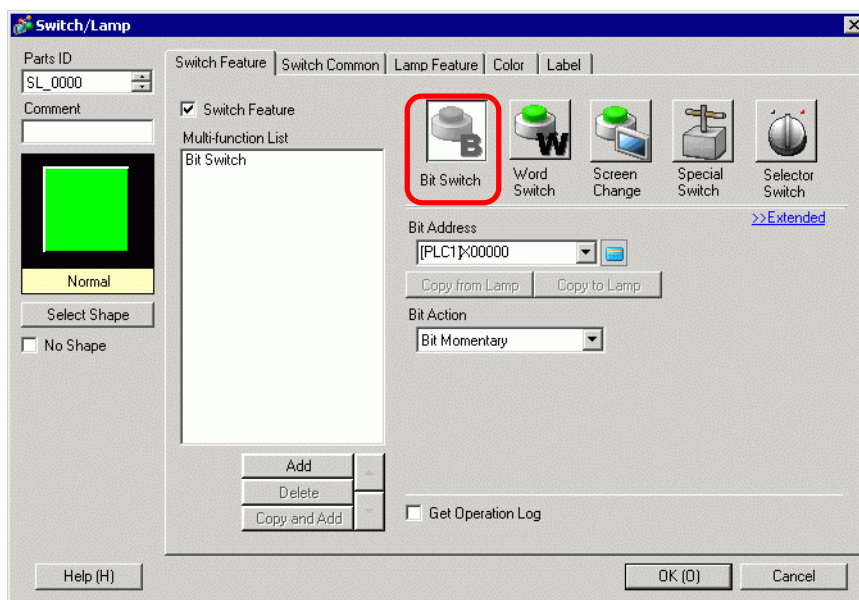 Switch/Lamp
Parts ID
SL_0000
Comment
Normal
Select Shape
No Shape
Switch Feature
Switch Common
Lamp Feature
Color
Label
Switch Feature
Multi-function List
Bit Switch
Add
Delete
Copy and Add
B
Bit Switch
W
Word
Switch
Screen
Change
Special
Switch
Selector
Switch
>>Extended
Bit Address
[PLC1]X00000
Copy from Lamp
Copy to Lamp
Bit Action
Bit Momentary
Get Operation Log
Help (H)
OK (O)
Cancel